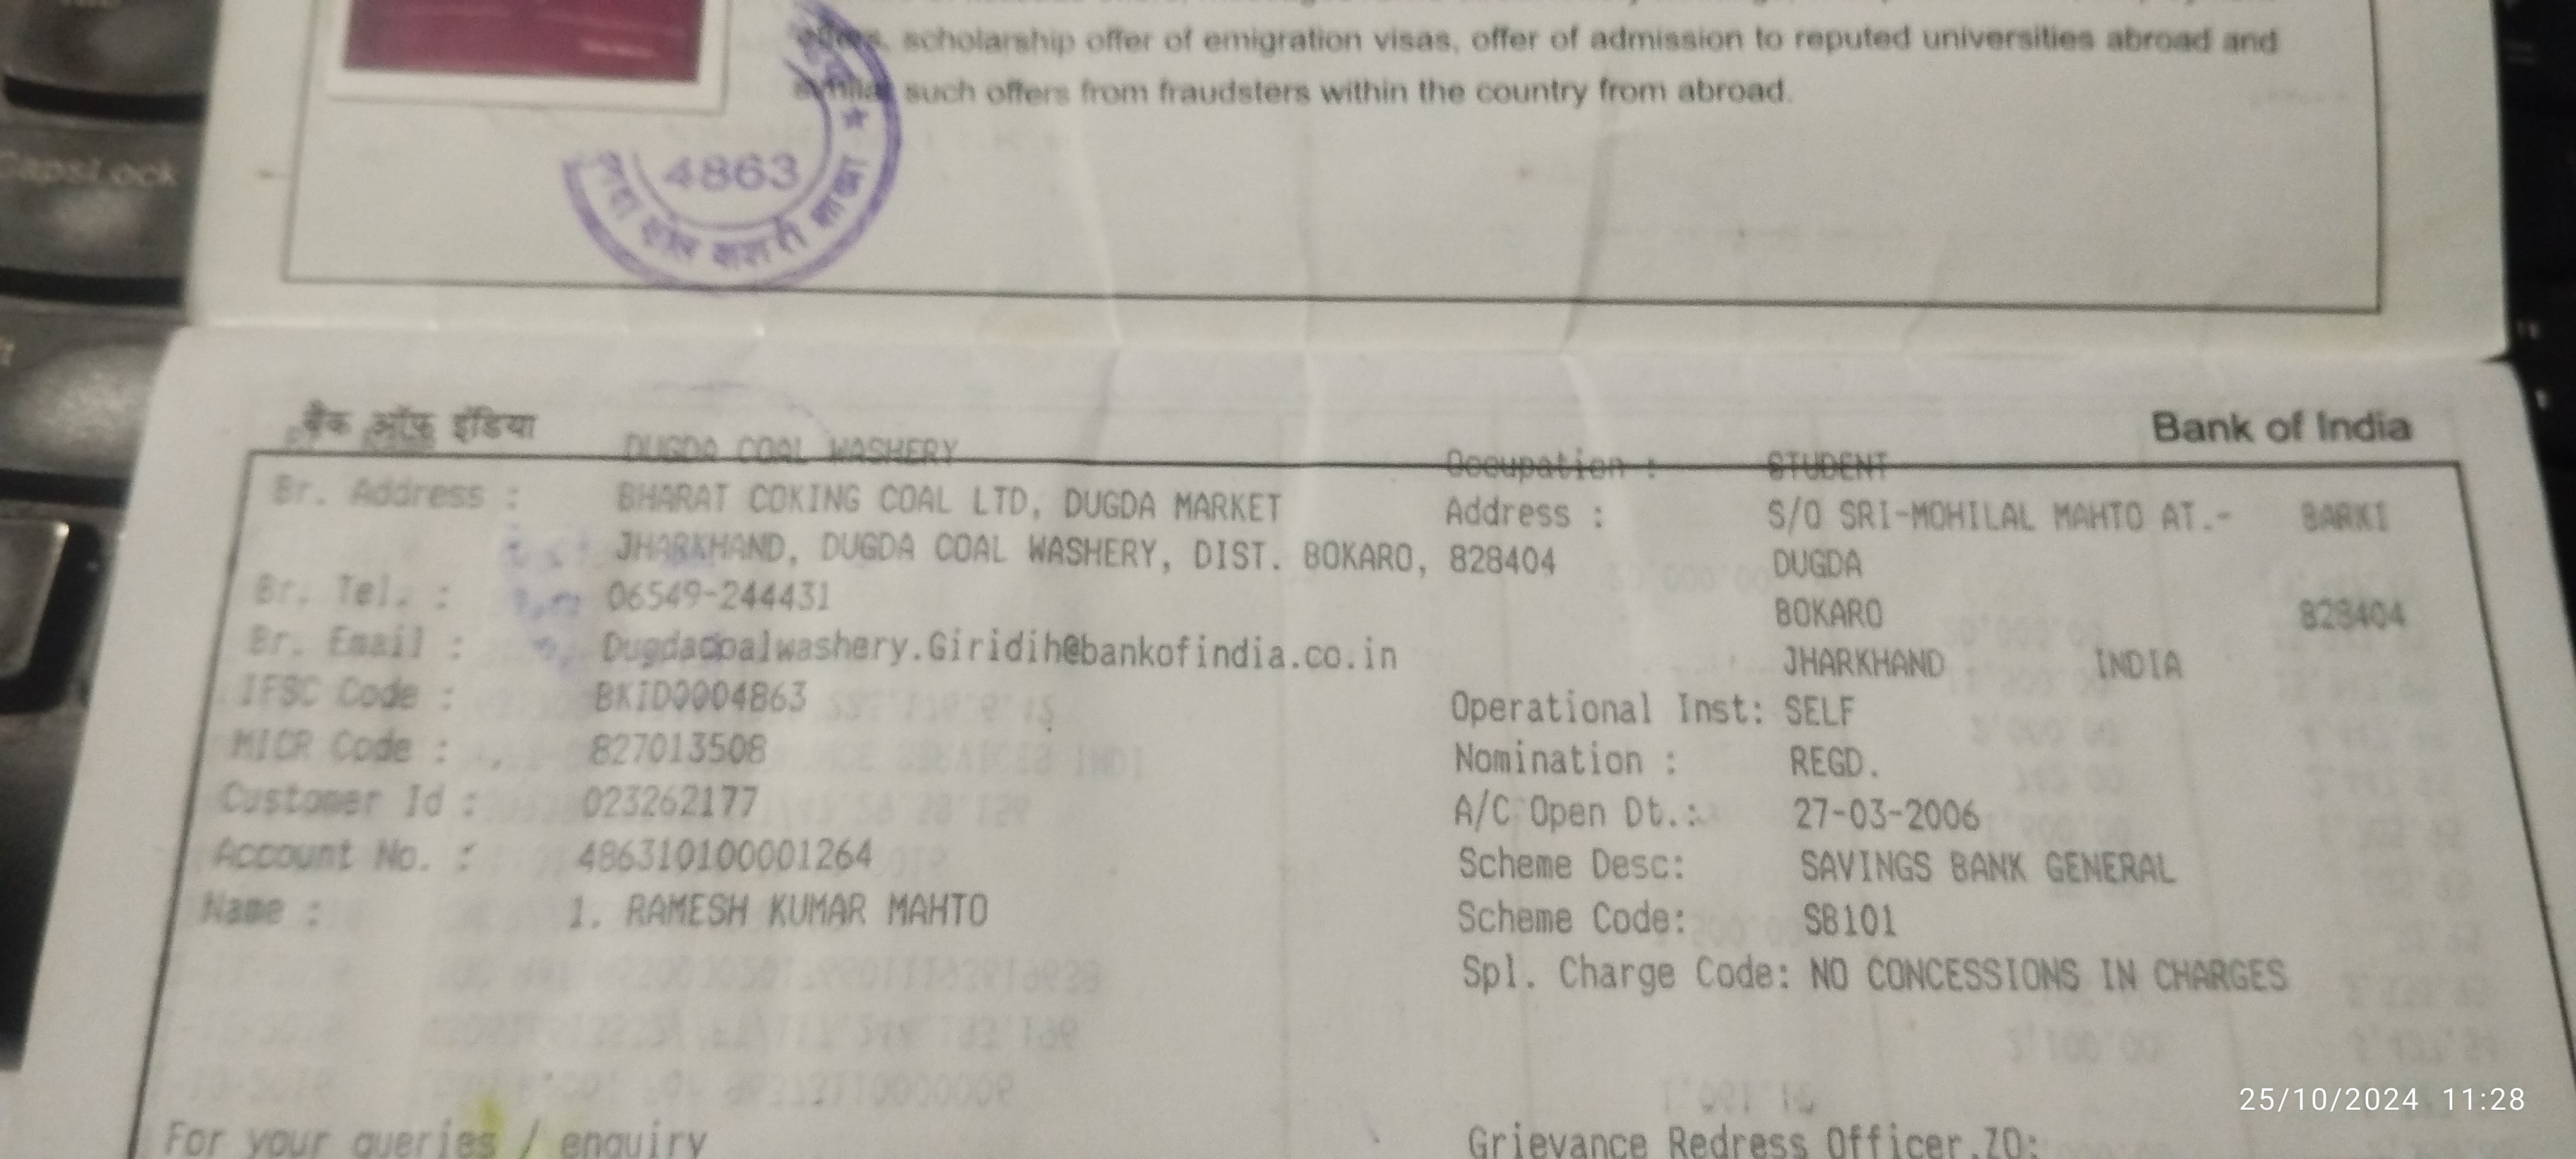 scholarship offer of emigration visas, offer of admission to reputed universities abroad and
such offers from fraudsters within the country from abroad.
CapsLock
4863
शाखा
बैंक ऑफ इंडिया
Bank of India
DUGDA COAL WASHERY
Occupation : STUDENT
Br. Address : BHARAT COKING COAL LTD, DUGDA MARKET
Address : S/O SRI-MOHILAL MAHTO AT.- BARKI
JHARKHAND, DUGDA COAL WASHERY, DIST. BOKARO, 828404
DUGDA
Br. Tel. : 06549-244431
BOKARO 828404
Br. Email : Dugdacoalwashery.Giridih@bankofindia.co.in
JHARKHAND INDIA
IFSC Code : BKID0004863
Operational Inst: SELF
MICR Code : 827013508
Nomination : REGD.
Customer Id : 023262177
A/C Open Dt.: 27-03-2006
Account No. : 486310100001264
Scheme Desc: SAVINGS BANK GENERAL
Name : 1. RAMESH KUMAR MAHTO
Scheme Code: SB101
Spl. Charge Code: NO CONCESSIONS IN CHARGES
For your queries / enquiry
Grievance Redress Officer,ZO:
25/10/2024 11:28